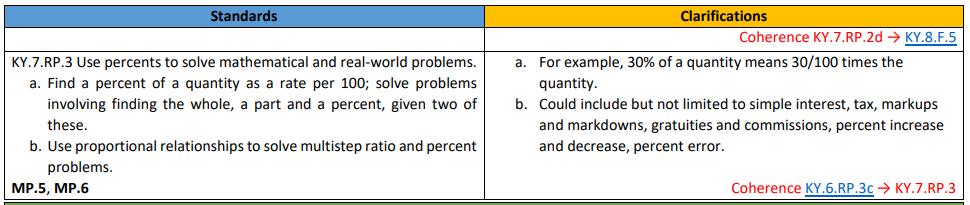 Standards
Clarifications
Coherence KY.7.RP.2d → KY.8.F.5
KY.7.RP.3 Use percents to solve mathematical and real-world problems.
a. Find a percent of a quantity as a rate per 100; solve problems
involving finding the whole, a part and a percent, given two of
these.
b. Use proportional relationships to solve multistep ratio and percent
problems.
MP.5, MP.6
a. For example, 30% of a quantity means 30/100 times the
quantity.
b. Could include but not limited to simple interest, tax, markups
and markdowns, gratuities and commissions, percent increase
and decrease, percent error.
Coherence KY.6.RP.3c → KY.7.RP.3